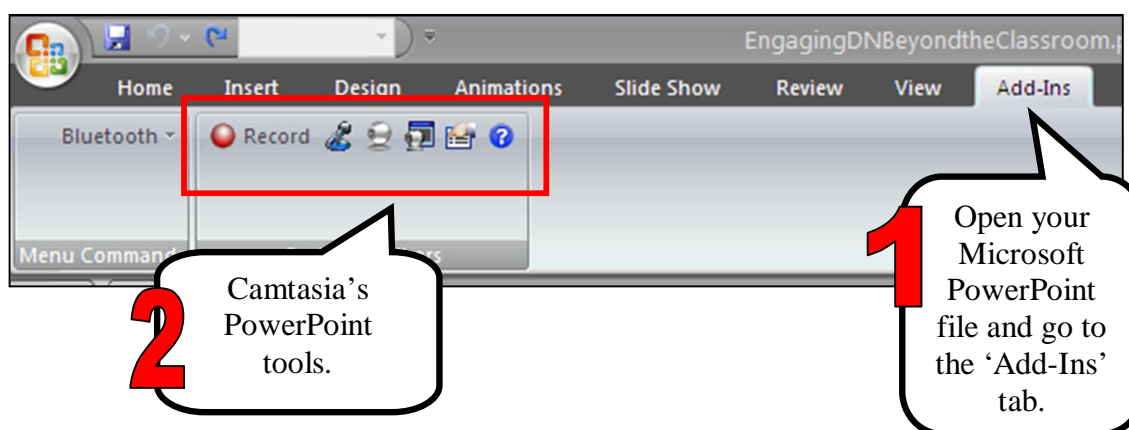 EngagingDNBeyondtheClassroom.p
Home Insert Design Animations Slide Show Review View Add-Ins
Bluetooth Record
Menu Command
1
Open your
Microsoft
PowerPoint
file and go to
the ‘Add-Ins’
tab.
2
Camtasia’s
PowerPoint
tools.